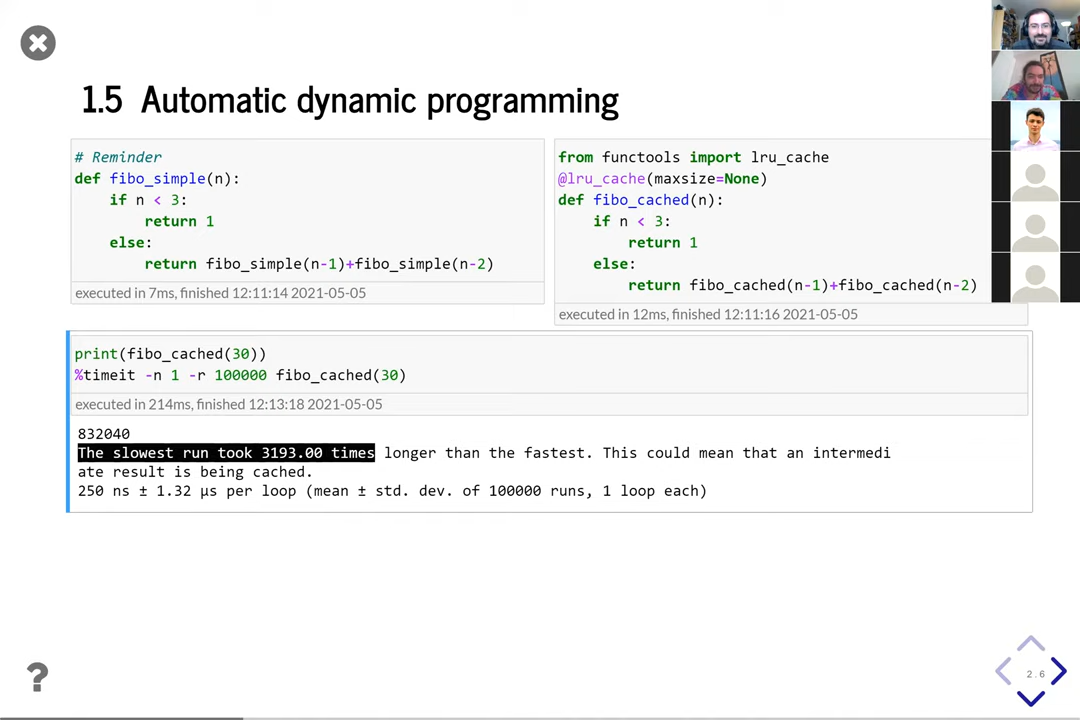 1.5 Automatic dynamic programming
# Reminder
def fibo_simple(n):
    if n < 3:
        return 1
    else:
        return fibo_simple(n-1)+fibo_simple(n-2)
executed in 7ms, finished 12:11:14 2021-05-05
from functools import lru_cache
@lru_cache(maxsize=None)
def fibo_cached(n):
    if n < 3:
        return 1
    else:
        return fibo_cached(n-1)+fibo_cached(n-2)
executed in 12ms, finished 12:11:16 2021-05-05
print(fibo_cached(30))
%timeit -n 1 -r 100000 fibo_cached(30)
executed in 214ms, finished 12:13:18 2021-05-05
832040
The slowest run took 3193.00 times longer than the fastest. This could mean that an intermedi
ate result is being cached.
250 ns ± 1.32 µs per loop (mean ± std. dev. of 100000 runs, 1 loop each)
?
2.6